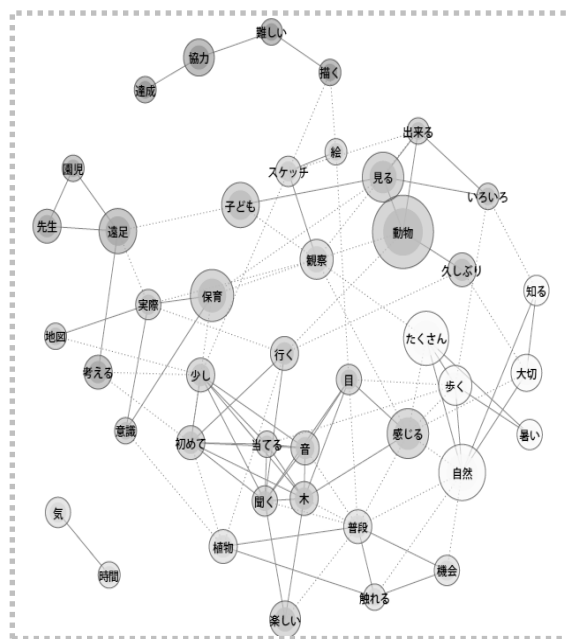 難しい
協力
描く
達成
出来る
絵
園児
スケッチ
見る
いろいろ
子ども
先生
遠足
動物
観察
久しぶり
知る
保育
実際
地図
たくさん
行く
考える
少し
目
大切
歩く
意識
初めて
当てる
音
感じる
暑い
自然
聞く
木
気
普段
植物
時間
機会
触れる
楽しい